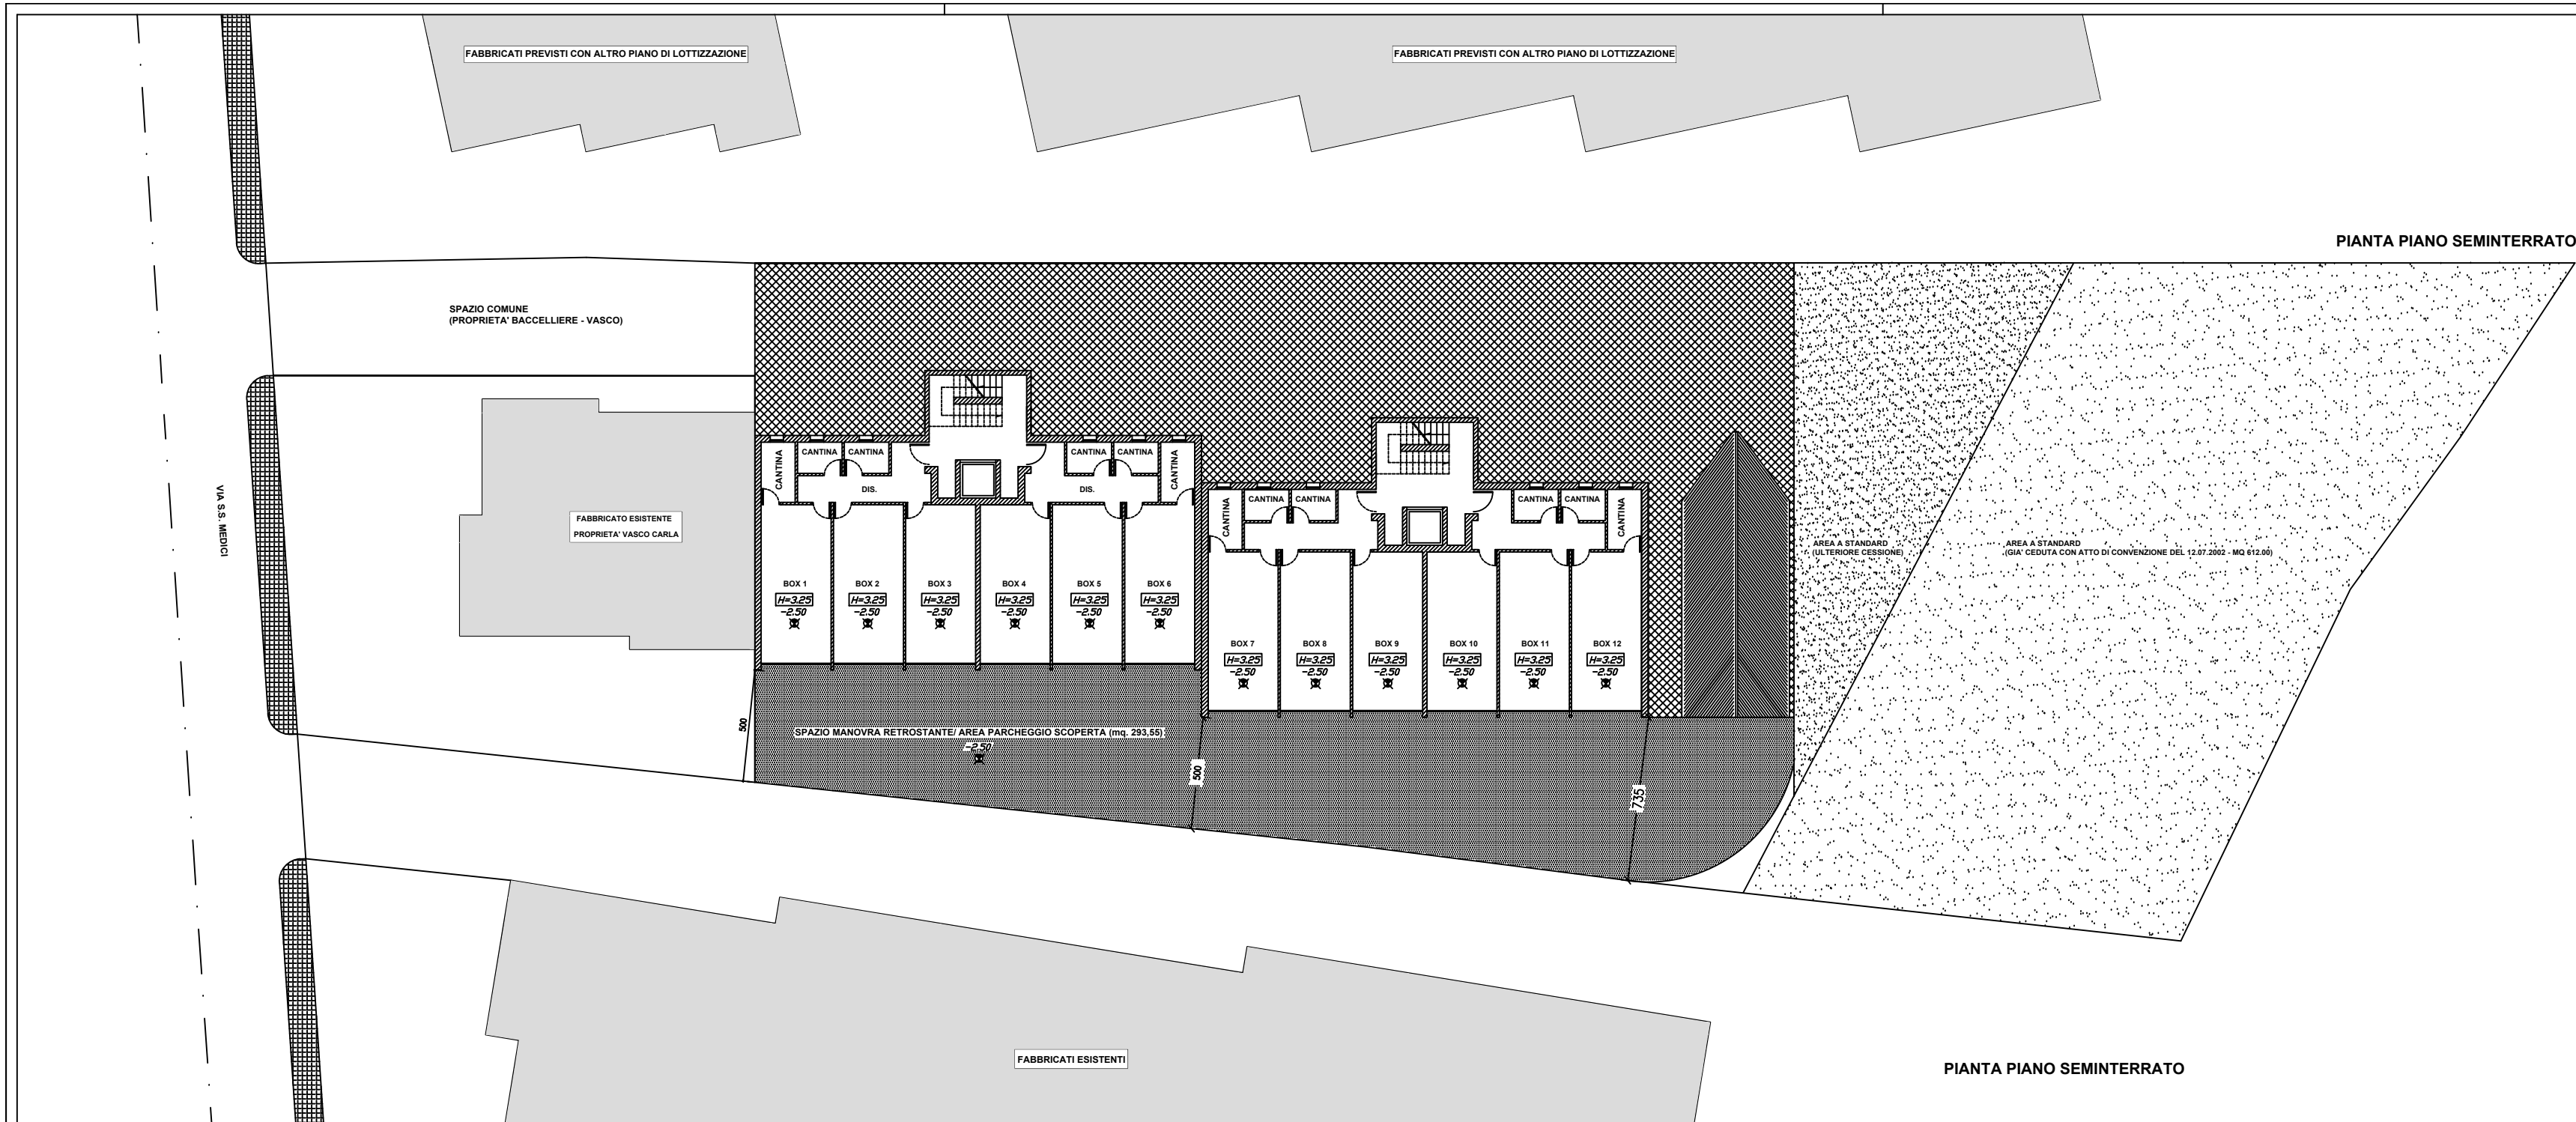 FABBRICATI PREVISTI CON ALTRO PIANO DI LOTTIZZAZIONE
FABBRICATI PREVISTI CON ALTRO PIANO DI LOTTIZZAZIONE
PIANTA PIANO SEMINTERRATO
SPAZIO COMUNE
(PROPRIETA' BACCELLIERE - VASCO)
VIA S.S. MEDICI
FABBRICATO ESISTENTE
PROPRIETA' VASCO CARLA
CANTINA
CANTINA
CANTINA
CANTINA
CANTINA
CANTINA
DIS.
DIS.
CANTINA
CANTINA
CANTINA
CANTINA
CANTINA
CANTINA
AREA A STANDARD
(ULTERIORE CESSIONE)
AREA A STANDARD
(GIA' CEDUTA CON ATTO DI CONVENZIONE DEL 12.07.2002 - MQ 612.00)
BOX 1
H=3.25
-2.50
BOX 2
H=3.25
-2.50
BOX 3
H=3.25
-2.50
BOX 4
H=3.25
-2.50
BOX 5
H=3.25
-2.50
BOX 6
H=3.25
-2.50
BOX 7
H=3.25
-2.50
BOX 8
H=3.25
-2.50
BOX 9
H=3.25
-2.50
BOX 10
H=3.25
-2.50
BOX 11
H=3.25
-2.50
BOX 12
H=3.25
-2.50
500
SPAZIO MANOVRA RETROSTANTE/ AREA PARCHEGGIO SCOPERTA (mq. 293,55)
-2.50
500
735
FABBRICATI ESISTENTI
PIANTA PIANO SEMINTERRATO